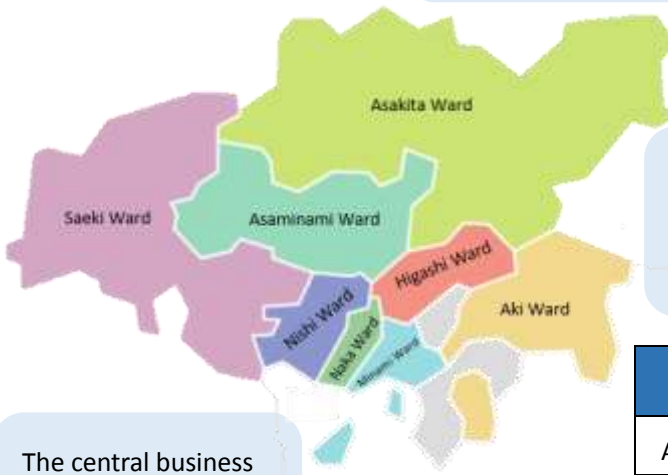 Asakita Ward
Saeki Ward
Asaminami Ward
Higashi Ward
Aki Ward
Nishi Ward
Naka Ward
Minami Ward
The central business
A